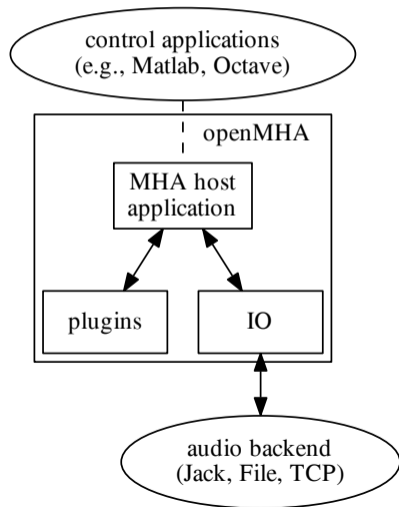 control applications
(e.g., Matlab, Octave)
openMHA
MHA host
application
plugins
IO
audio backend
(Jack, File, TCP)